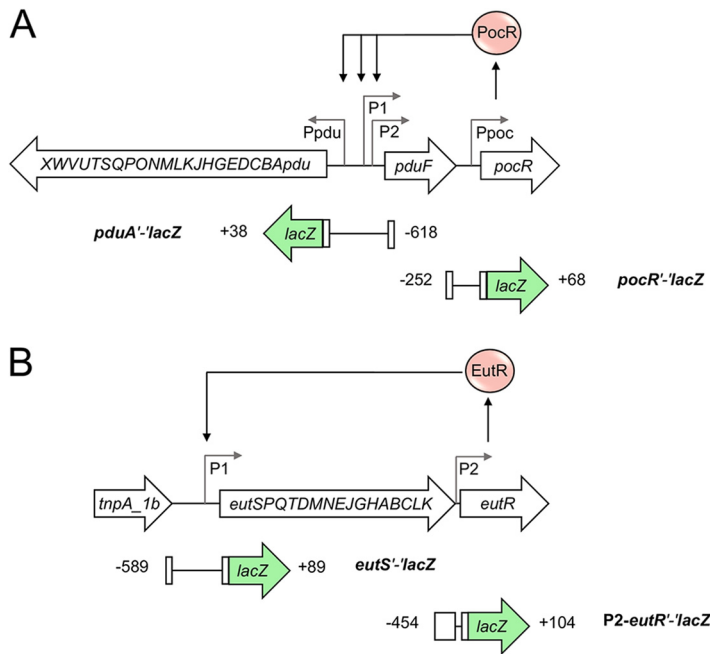 A
PocR
P1
Ppdu
P2
Ppoc
XWVUTSQPONMLKJHGEDCBApdu
pduF
pocR
pduA'-'lacZ
+38
lacZ
-618
-252
lacZ
+68
pocR'-'lacZ
B
EutR
P1
P2
tnpA_1b
eutSPQTDMNEJGHABCLK
eutR
-589
lacZ
+89
eutS'-'lacZ
-454
lacZ
+104
P2-eutR'-'lacZ